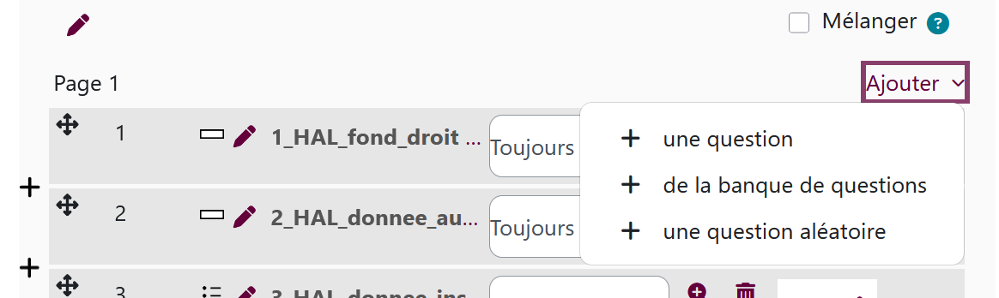 Mélanger ?
Page 1
Ajouter
1 1_HAL_fond_droit ... Toujours
une question
de la banque de questions
2 2_HAL_donnee_au... Toujours
une question aléatoire
3 3_HAL_donnee_ins